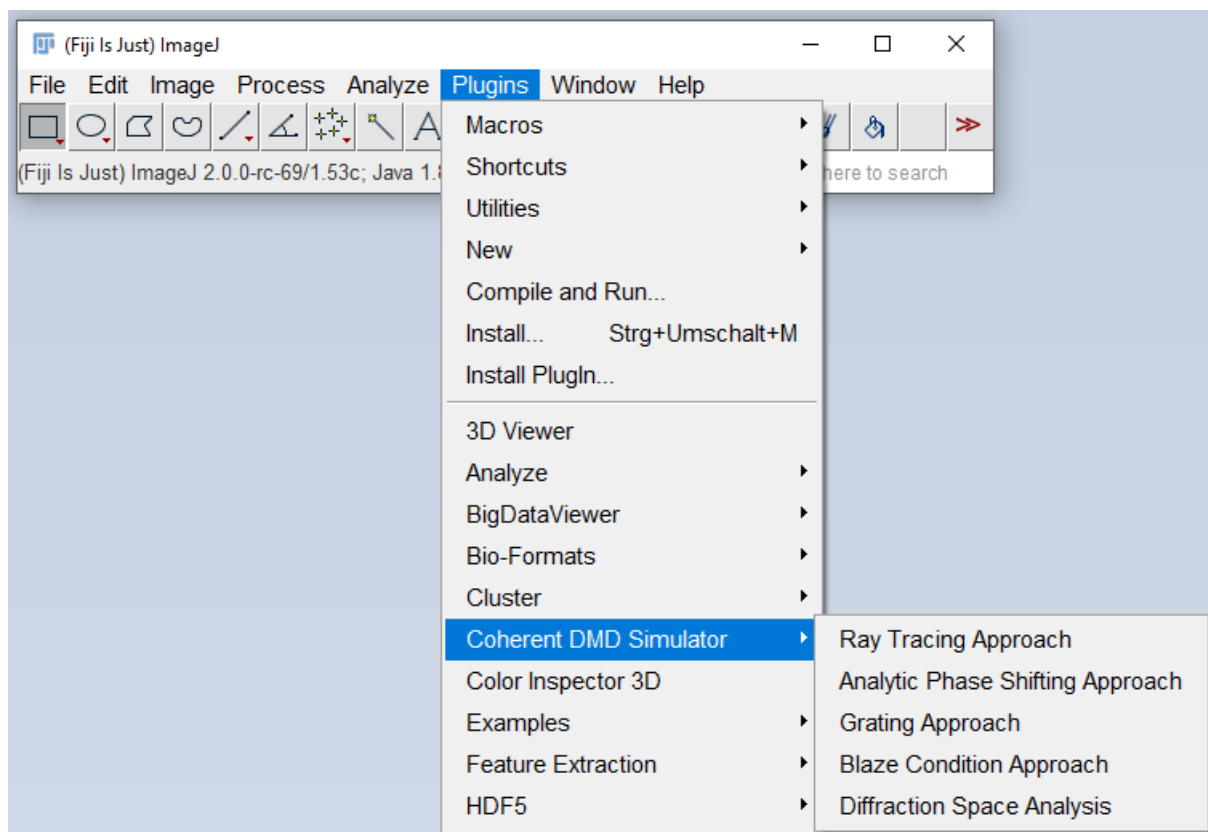 (Fiji Is Just) ImageJ
File Edit Image Process Analyze Plugins Window Help
(Fiji Is Just) ImageJ 2.0.0-rc-69/1.53c; Java 1.8 here to search
Macros
Shortcuts
Utilities
New
Compile and Run...
Install... Strg+Umschalt+M
Install PlugIn...
3D Viewer
Analyze
BigDataViewer
Bio-Formats
Cluster
Coherent DMD Simulator
Ray Tracing Approach
Analytic Phase Shifting Approach
Grating Approach
Blaze Condition Approach
Diffraction Space Analysis
Color Inspector 3D
Examples
Feature Extraction
HDF5